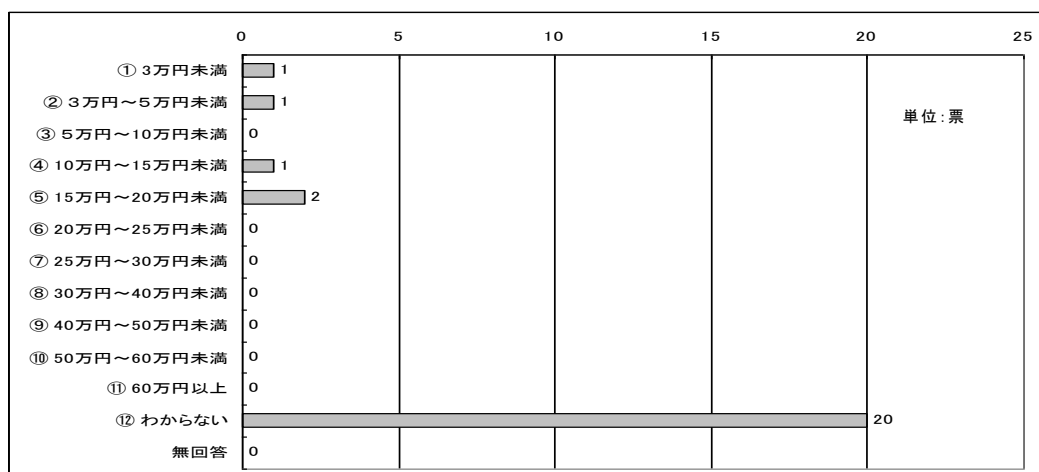 0 5 10 15 20 25
① 3万円未満 1
② 3万円～5万円未満 1
単位：票
③ 5万円～10万円未満 0
④ 10万円～15万円未満 1
⑤ 15万円～20万円未満 2
⑥ 20万円～25万円未満 0
⑦ 25万円～30万円未満 0
⑧ 30万円～40万円未満 0
⑨ 40万円～50万円未満 0
⑩ 50万円～60万円未満 0
⑪ 60万円以上 0
⑫ わからない 20
無回答 0